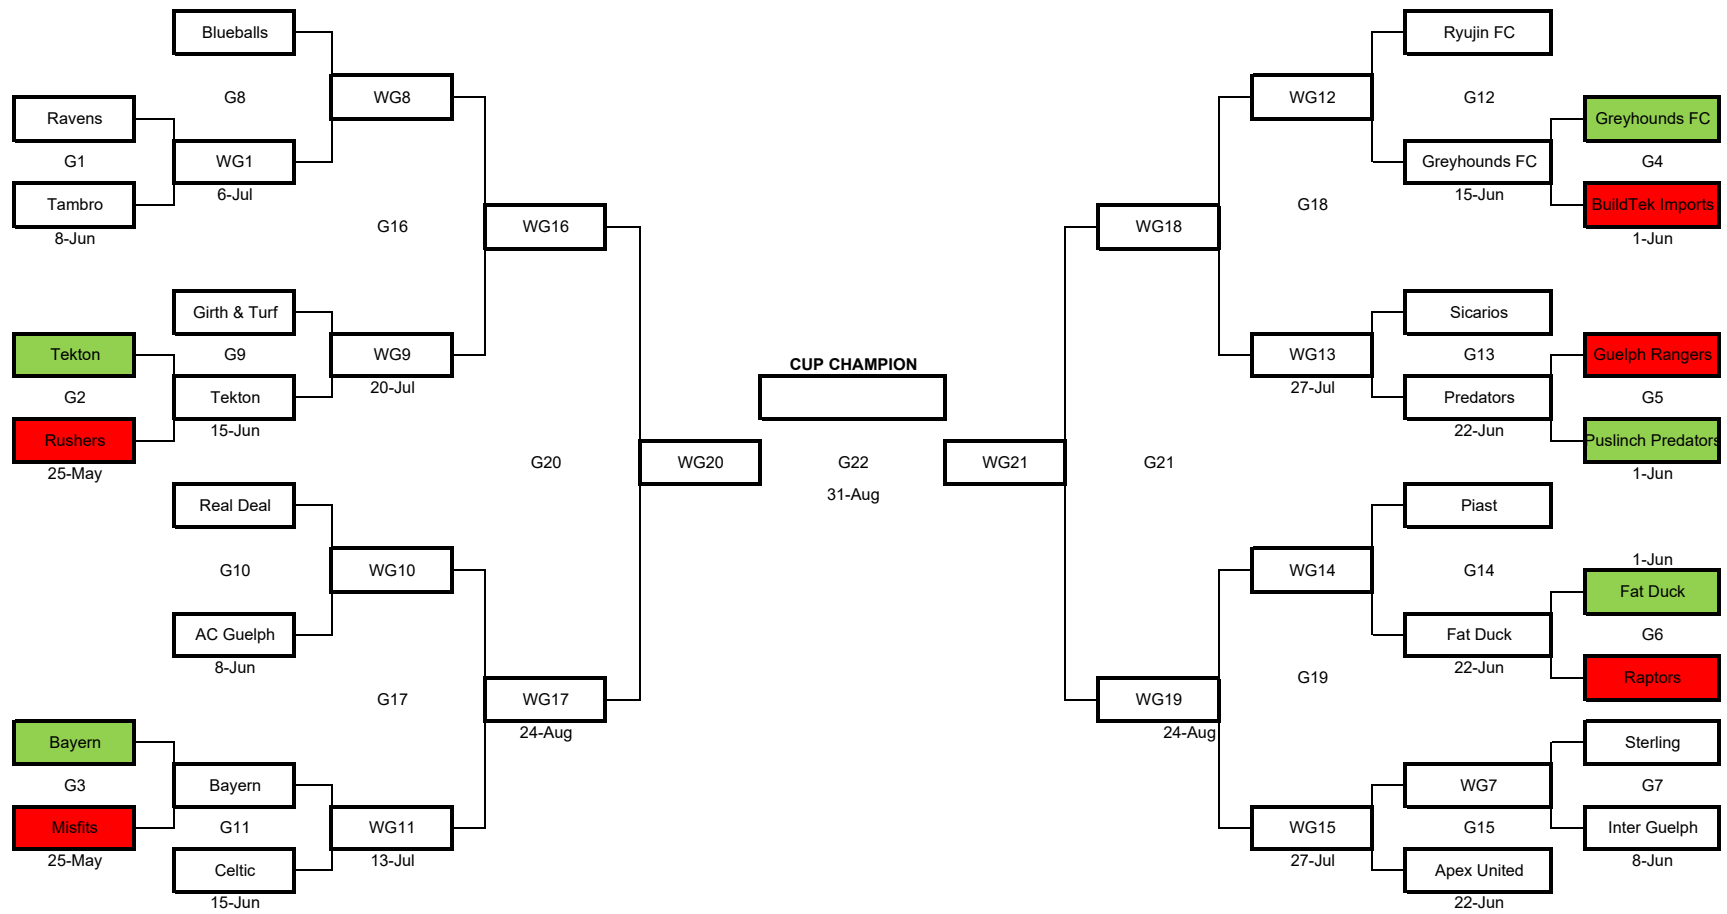 Blueballs
Ryujin FC
G8
WG8
WG12
G12
Ravens
Greyhounds FC
G1
WG1
Greyhounds FC
G4
6-Jul
15-Jun
Tambro
BuildTek Imports
8-Jun
1-Jun
G16
WG16
WG18
G18
Girth & Turf
Sicarios
Tekton
G9
WG9
WG13
G13
Guelph Rangers
20-Jul
27-Jul
CUP CHAMPION
G2
Tekton
Predators
G5
15-Jun
22-Jun
Rushers
Puslinch Predators
25-May
1-Jun
G20
WG20
G22
WG21
G21
31-Aug
Real Deal
Piast
1-Jun
G10
WG10
WG14
G14
Fat Duck
AC Guelph
Fat Duck
G6
8-Jun
22-Jun
G19
Raptors
G17
WG17
WG19
24-Aug
24-Aug
Bayern
Sterling
G3
Bayern
WG7
G7
Misfits
G11
WG11
WG15
G15
Inter Guelph
25-May
13-Jul
27-Jul
8-Jun
Celtic
Apex United
15-Jun
22-Jun